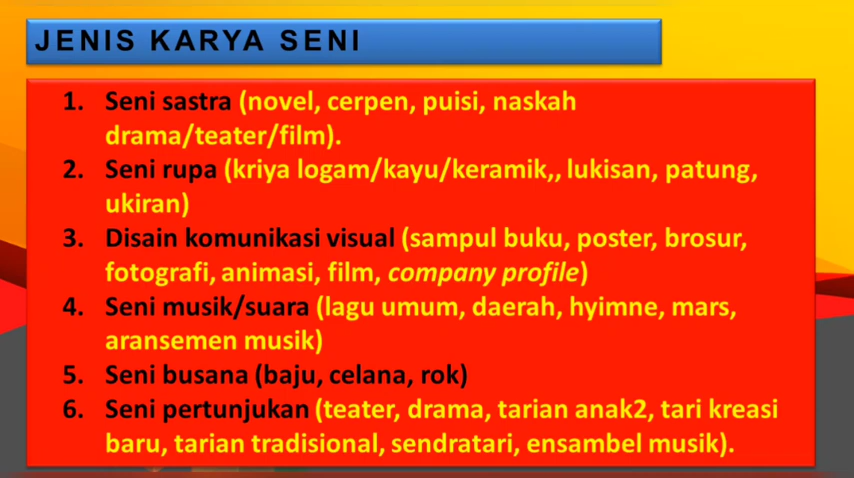 JENIS KARYA SENI
1. Seni sastra (novel, cerpen, puisi, naskah
drama/teater/film).
2. Seni rupa (kriya logam/kayu/keramik,, lukisan, patung,
ukiran)
3. Disain komunikasi visual (sampul buku, poster, brosur,
fotografi, animasi, film, company profile)
4. Seni musik/suara (lagu umum, daerah, hyimne, mars,
aransemen musik)
5. Seni busana (baju, celana, rok)
6. Seni pertunjukan (teater, drama, tarian anak2, tari kreasi
baru, tarian tradisional, sendratari, ensambel musik).